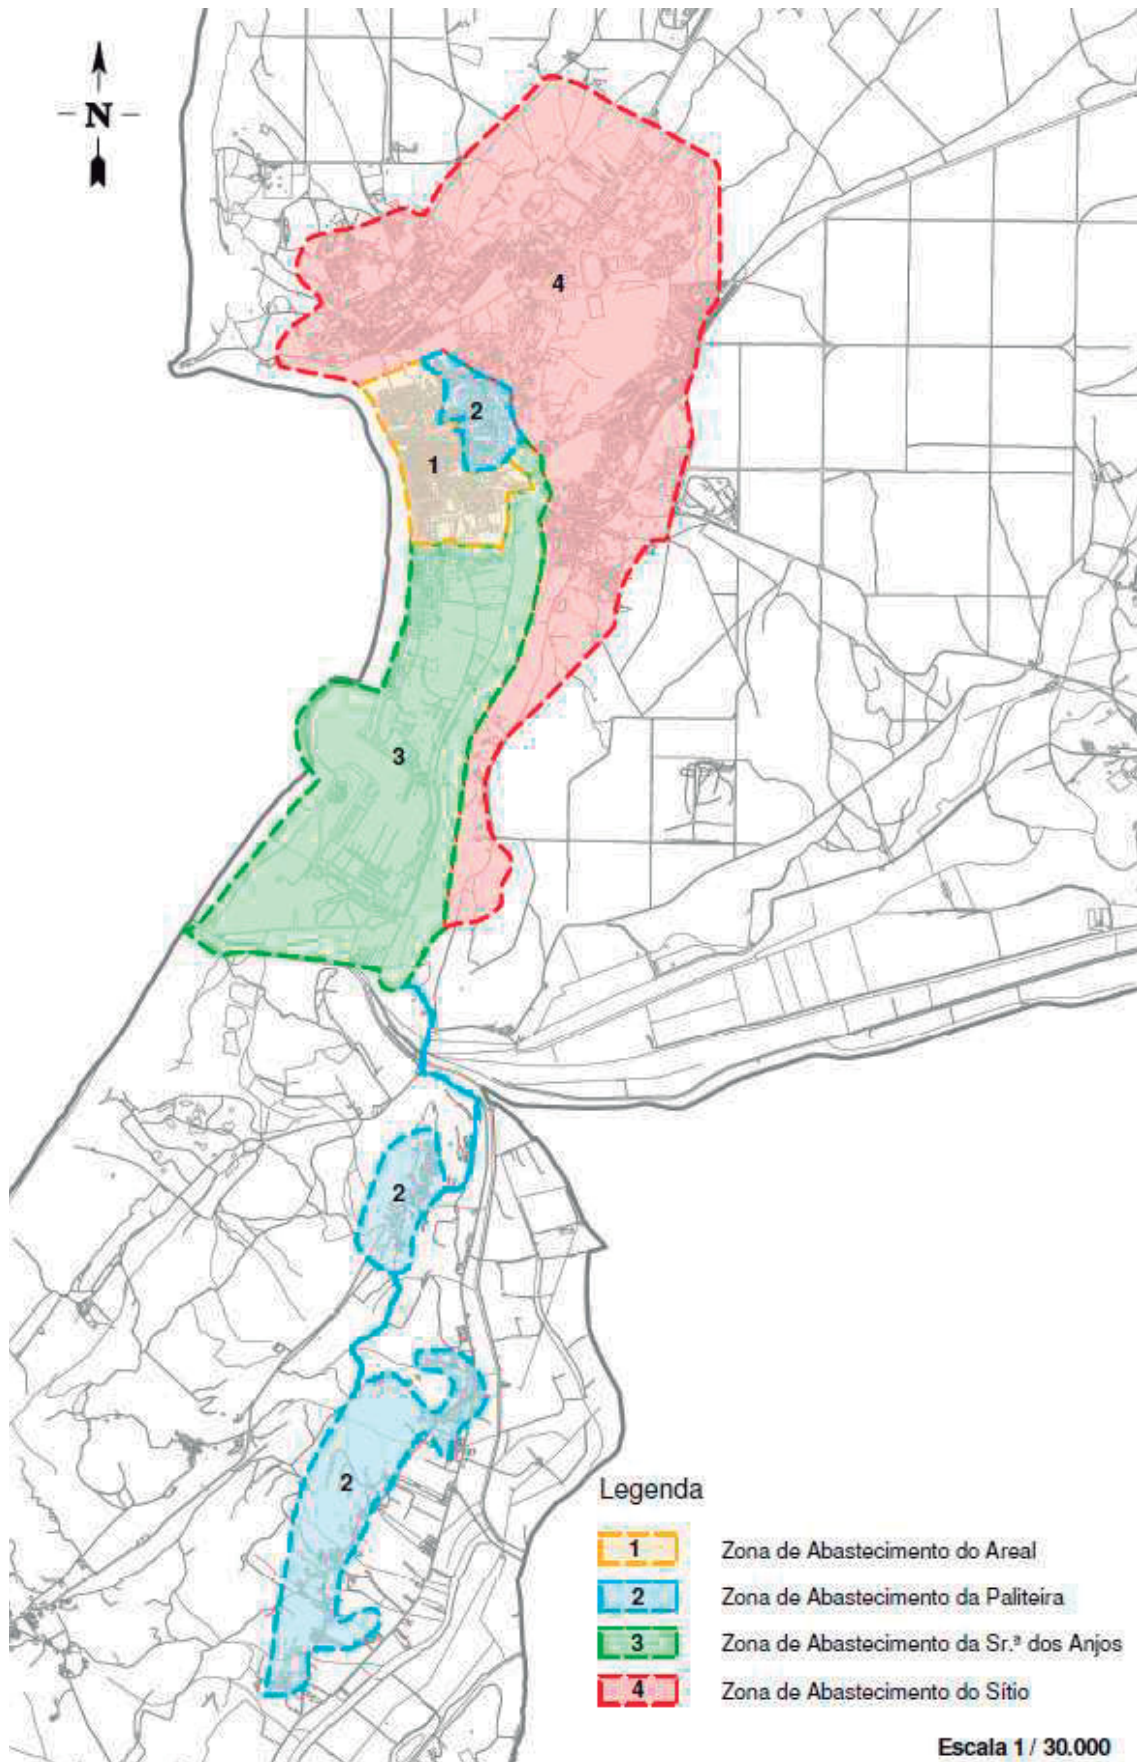 N
4
2
1
3
2
2
Legenda
1 Zona de Abastecimento do Areal
2 Zona de Abastecimento da Paliteira
3 Zona de Abastecimento da Sr.ª dos Anjos
4 Zona de Abastecimento do Sítio
Escala 1 / 30.000